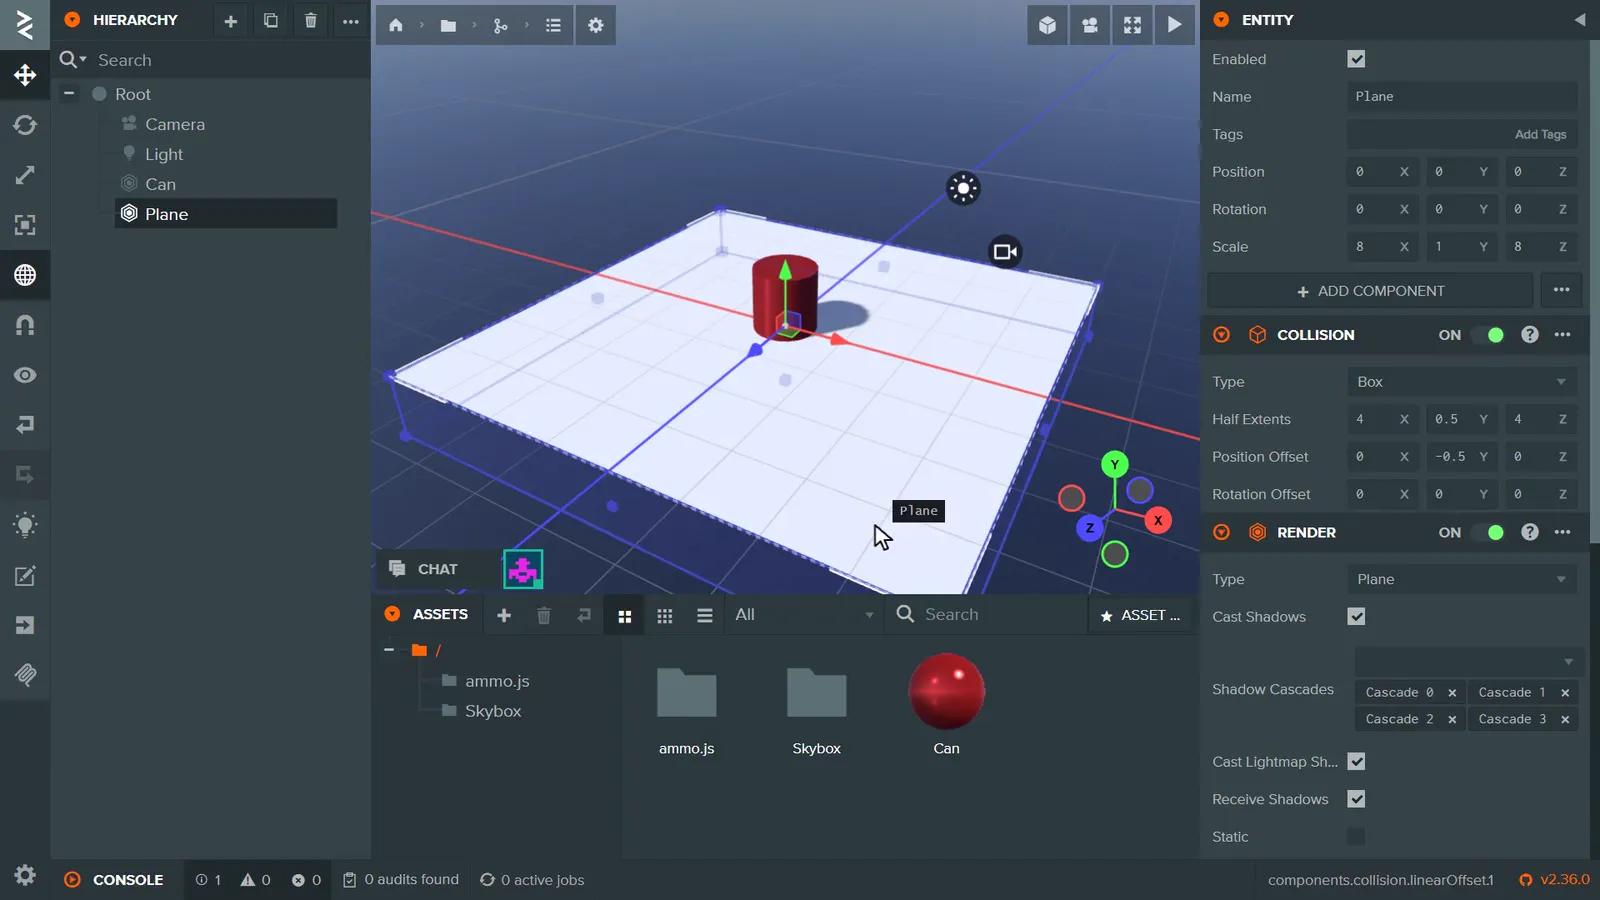 HIERARCHY
Search
Root
Camera
Light
Can
Plane
Plane
Y
X
Z
CHAT
ASSETS
All
Search
ASSET ...
/
ammo.js
Skybox
ammo.js
Skybox
Can
ENTITY
Enabled
Name Plane
Tags Add Tags
Position 0 X 0 Y 0 Z
Rotation 0 X 0 Y 0 Z
Scale 8 X 1 Y 8 Z
ADD COMPONENT
COLLISION ON
Type Box
Half Extents 4 X 0.5 Y 4 Z
Position Offset 0 X -0.5 Y 0 Z
Rotation Offset 0 X 0 Y 0 Z
RENDER ON
Type Plane
Cast Shadows
Shadow Cascades
Cascade 0 × Cascade 1 ×
Cascade 2 × Cascade 3 ×
Cast Lightmap Sh...
Receive Shadows
Static
CONSOLE 1 0 0 0 audits found 0 active jobs
components.collision.linearOffset.1 v2.36.0